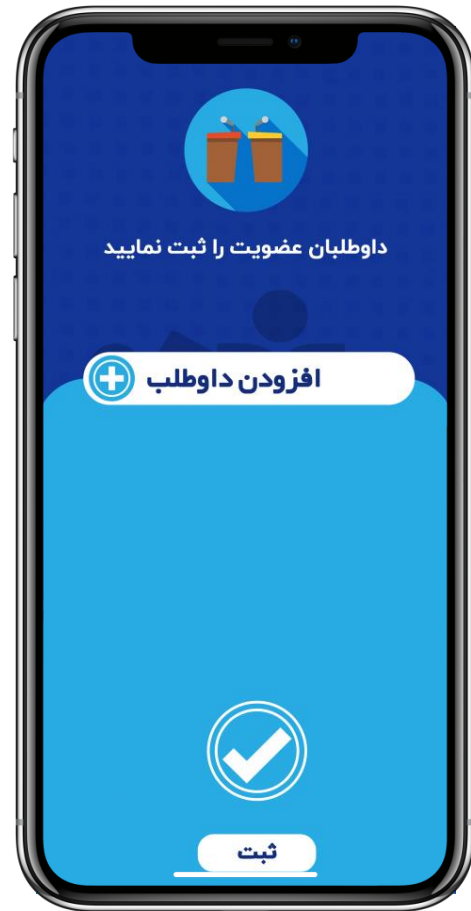 داوطلبان عضویت را ثبت نمایید
افزودن داوطلب
ثبت